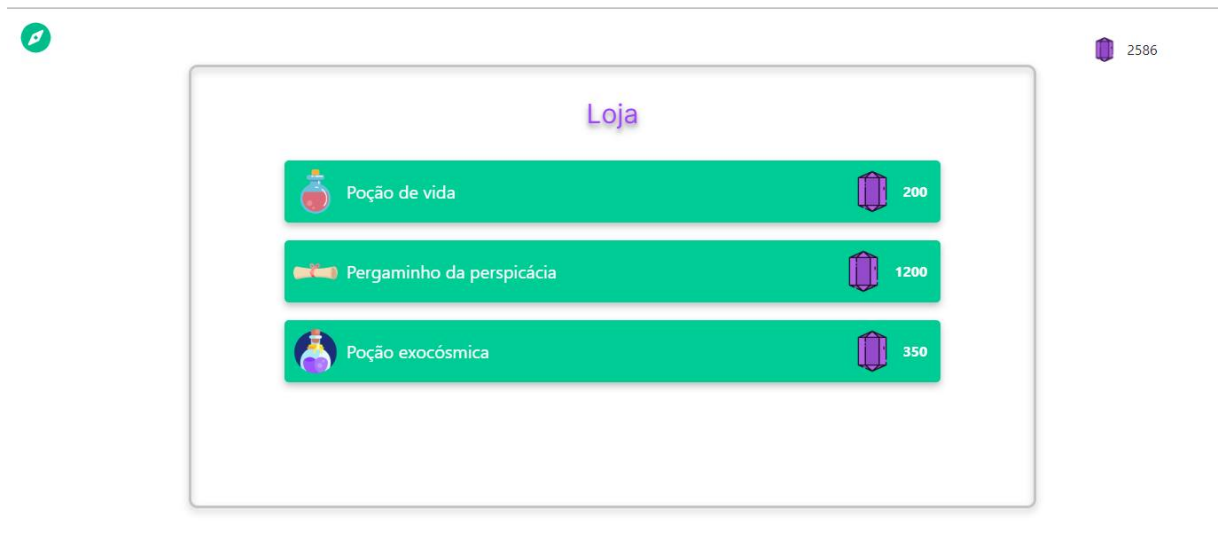 2586
Loja
Poção de vida 200
Pergaminho da perspicácia 1200
Poção exocósmica 350